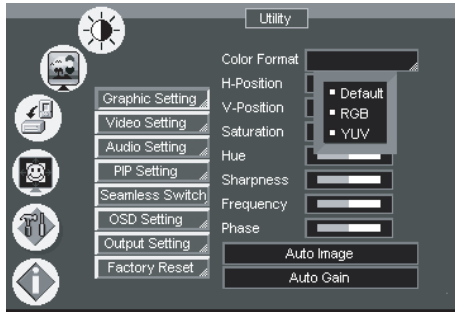 Utility
Graphic Setting
Video Setting
Audio Setting
PIP Setting
Seamless Switch
OSD Setting
Output Setting
Factory Reset
Color Format
H-Position
V-Position
Saturation
Hue
Sharpness
Frequency
Phase
Default
RGB
YUV
Auto Image
Auto Gain